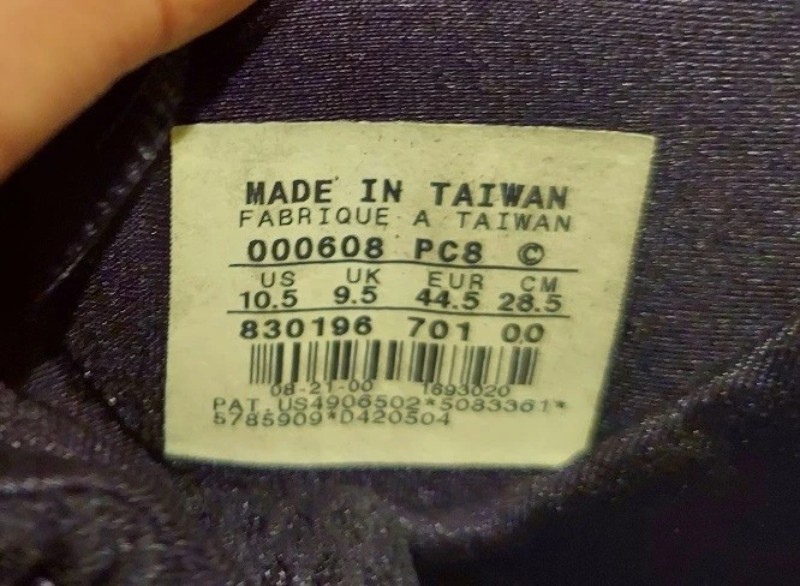 MADE IN TAIWAN
FABRIQUE A TAIWAN
000608 PC8 ©
US UK EUR CM
10.5 9.5 44.5 28.5
830196 701 00
08-21-00 1693020
PAT. US4906502*5083361*
5785909*D420504